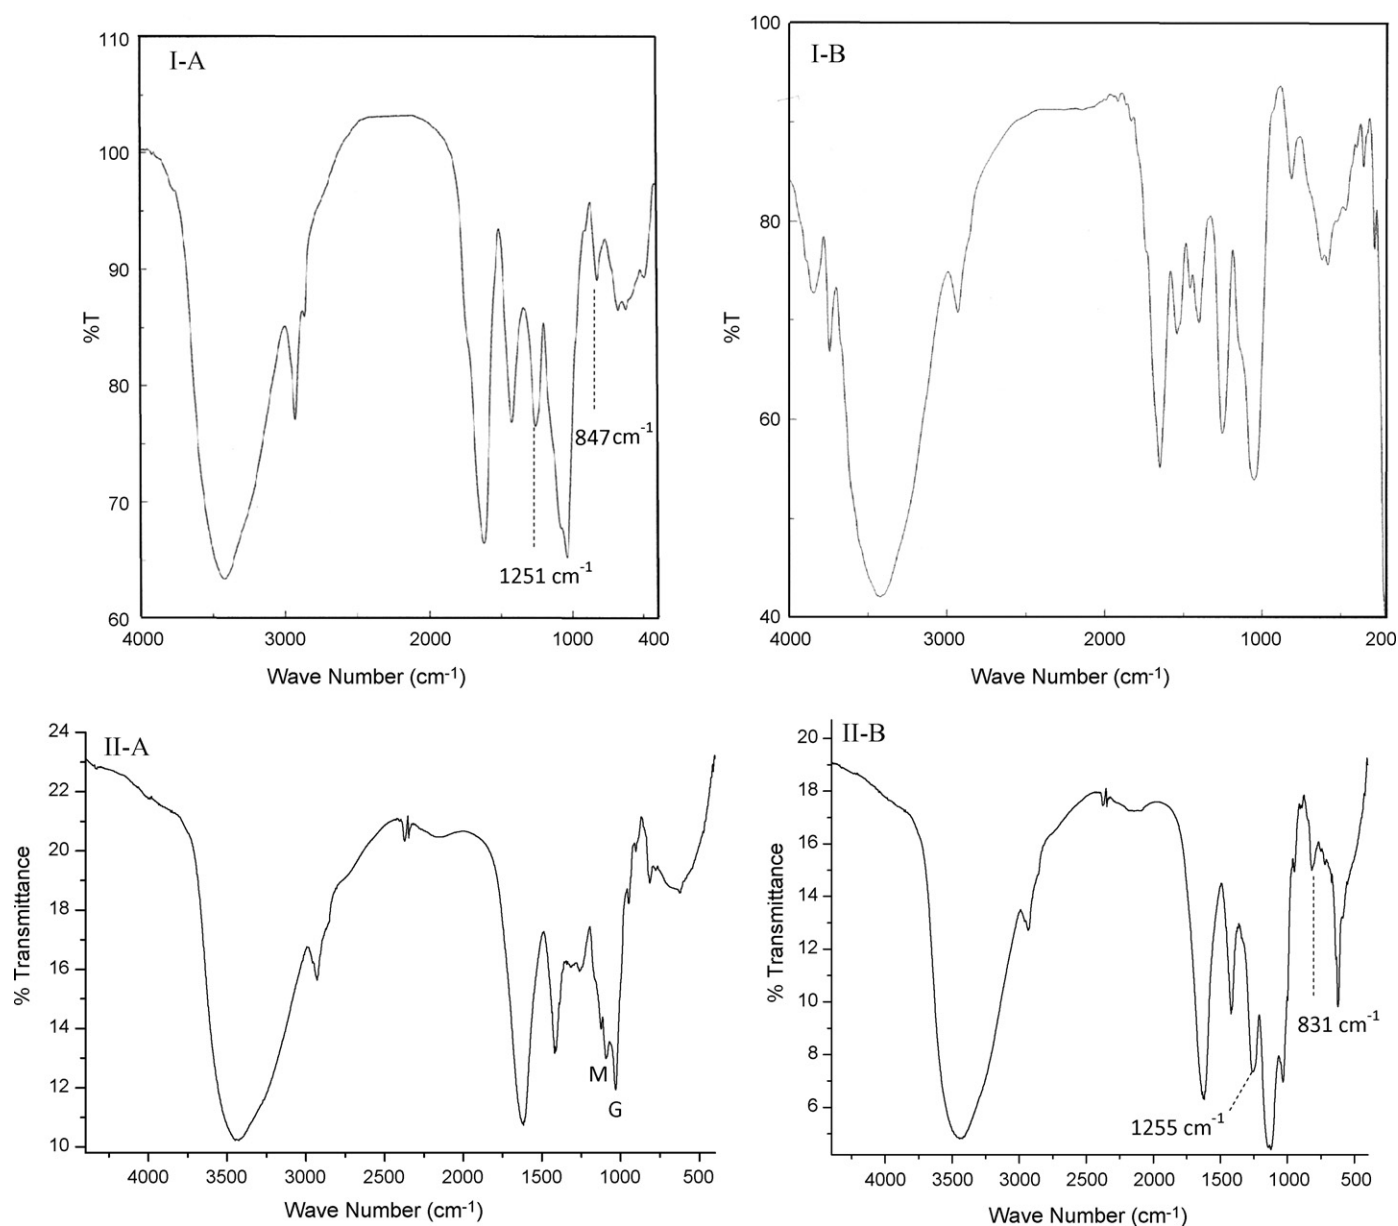 I-A
110
100
90
80
70
60
%T
847 cm-1
1251 cm-1
4000 3000 2000 1000 400
Wave Number (cm-1)
I-B
100
80
60
40
%T
4000 3000 2000 1000 200
Wave Number (cm-1)
II-A
24
22
20
18
16
14
12
10
% Transmittance
M
G
4000 3500 3000 2500 2000 1500 1000 500
Wave Number (cm-1)
II-B
20
18
16
14
12
10
8
6
% Transmittance
831 cm-1
1255 cm-1
4000 3500 3000 2500 2000 1500 1000 500
Wave Number (cm-1)